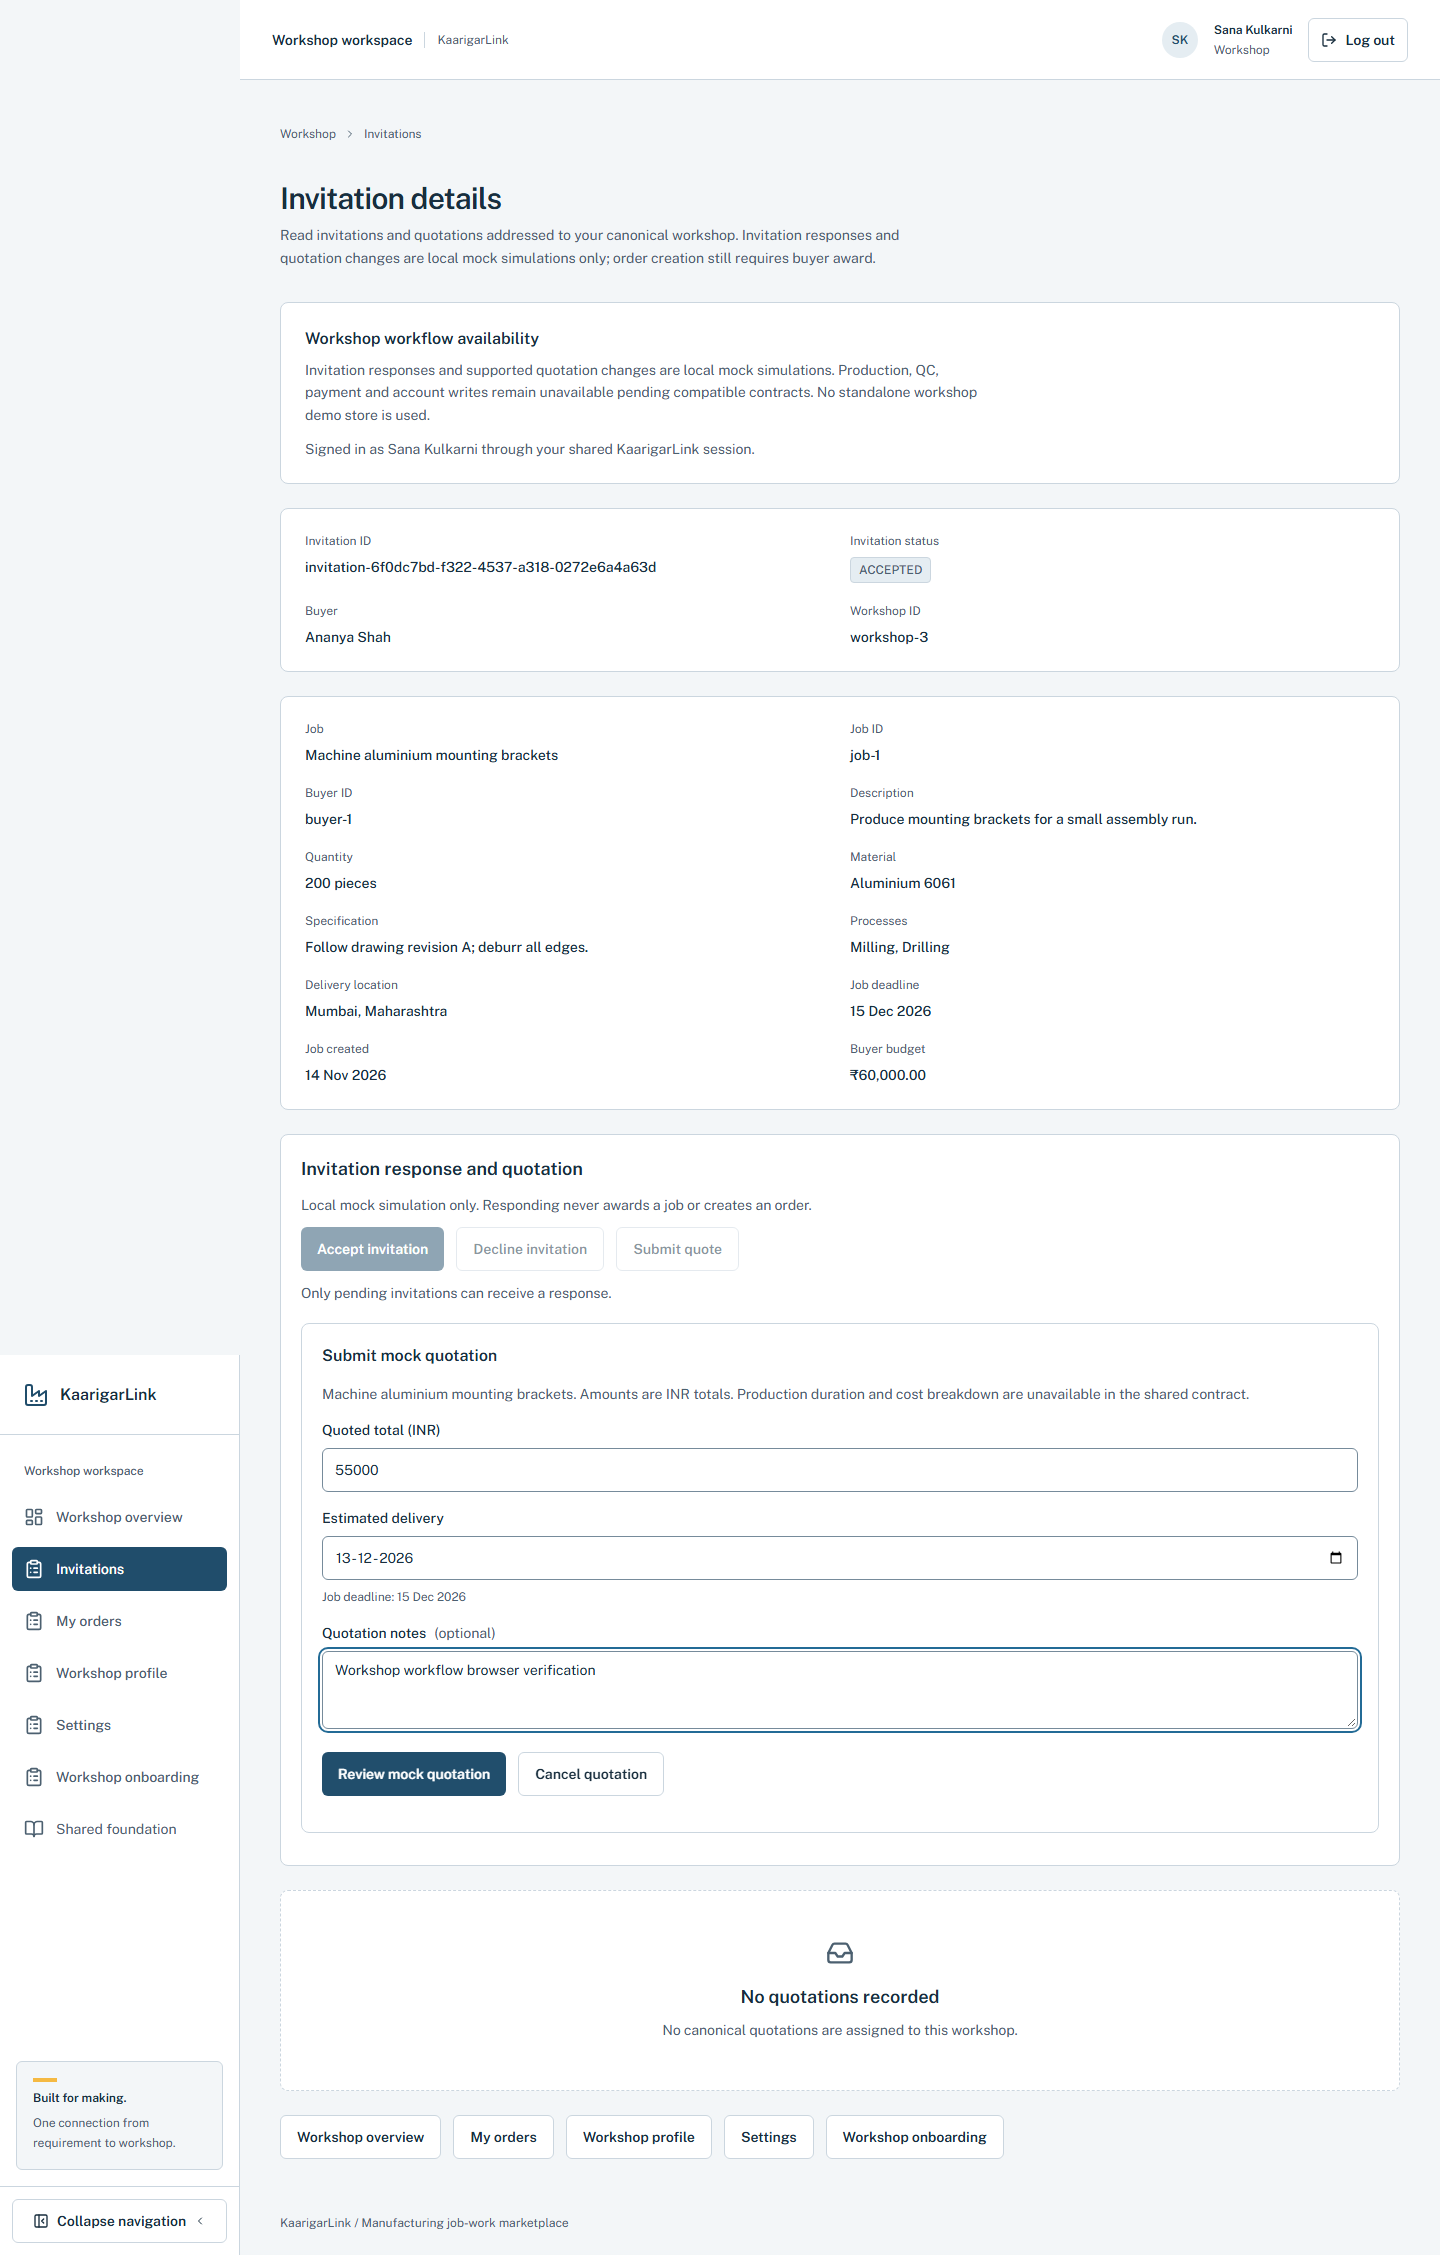 Workshop workspace
KaarigarLink
SK
Sana Kulkarni
Workshop
Log out
Workshop
Invitations
Invitation details
Read invitations and quotations addressed to your canonical workshop. Invitation responses and
quotation changes are local mock simulations only; order creation still requires buyer award.
Workshop workflow availability
Invitation responses and supported quotation changes are local mock simulations. Production, QC,
payment and account writes remain unavailable pending compatible contracts. No standalone workshop
demo store is used.
Signed in as Sana Kulkarni through your shared KaarigarLink session.
Invitation ID
invitation-6f0dc7bd-f322-4537-a318-0272e6a4a63d
Invitation status
ACCEPTED
Buyer
Ananya Shah
Workshop ID
workshop-3
Job
Machine aluminium mounting brackets
Job ID
job-1
Buyer ID
buyer-1
Description
Produce mounting brackets for a small assembly run.
Quantity
200 pieces
Material
Aluminium 6061
Specification
Follow drawing revision A; deburr all edges.
Processes
Milling, Drilling
Delivery location
Mumbai, Maharashtra
Job deadline
15 Dec 2026
Job created
14 Nov 2026
Buyer budget
₹60,000.00
Invitation response and quotation
Local mock simulation only. Responding never awards a job or creates an order.
Accept invitation
Decline invitation
Submit quote
Only pending invitations can receive a response.
Submit mock quotation
Machine aluminium mounting brackets. Amounts are INR totals. Production duration and cost breakdown are unavailable in the shared contract.
Quoted total (INR)
55000
Estimated delivery
13-12-2026
Job deadline: 15 Dec 2026
Quotation notes (optional)
Workshop workflow browser verification
Review mock quotation
Cancel quotation
No quotations recorded
No canonical quotations are assigned to this workshop.
Workshop overview
My orders
Workshop profile
Settings
Workshop onboarding
KaarigarLink / Manufacturing job-work marketplace
KaarigarLink
Workshop workspace
Workshop overview
Invitations
My orders
Workshop profile
Settings
Workshop onboarding
Shared foundation
Built for making.
One connection from
requirement to workshop.
Collapse navigation